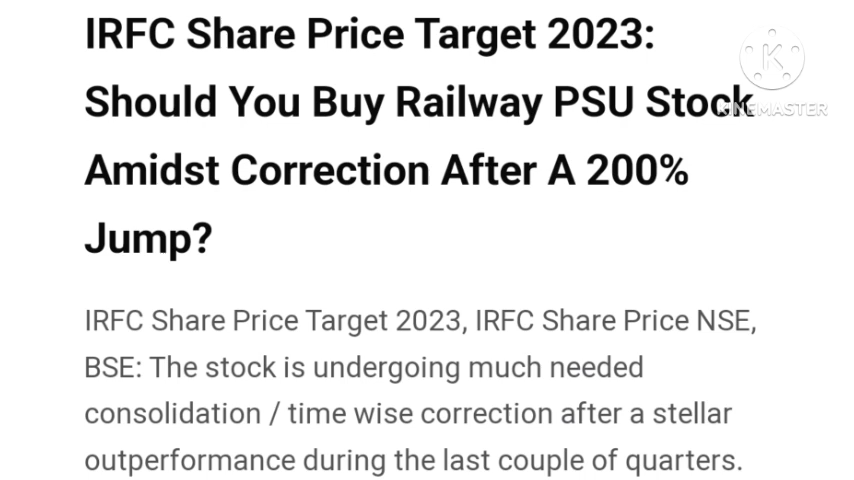 IRFC Share Price Target 2023:
Should You Buy Railway PSU Stock
Amidst Correction After A 200%
Jump?
K
KINEMASTER
IRFC Share Price Target 2023, IRFC Share Price NSE,
BSE: The stock is undergoing much needed
consolidation / time wise correction after a stellar
outperformance during the last couple of quarters.